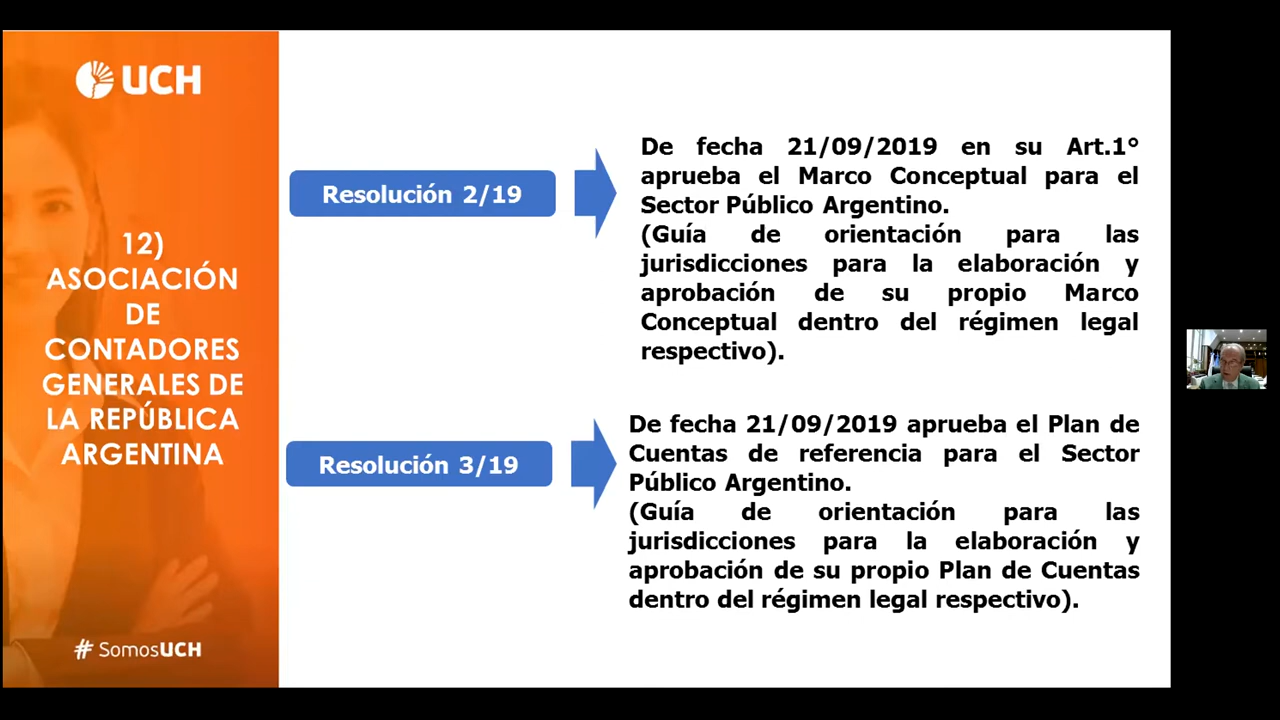 UCH
12)
ASOCIACIÓN
DE
CONTADORES
GENERALES DE
LA REPÚBLICA
ARGENTINA
# SomosUCH
Resolución 2/19
De fecha 21/09/2019 en su Art.1°
aprueba el Marco Conceptual para el
Sector Público Argentino.
(Guía de orientación para las
jurisdicciones para la elaboración y
aprobación de su propio Marco
Conceptual dentro del régimen legal
respectivo).
Resolución 3/19
De fecha 21/09/2019 aprueba el Plan de
Cuentas de referencia para el Sector
Público Argentino.
(Guía de orientación para las
jurisdicciones para la elaboración y
aprobación de su propio Plan de Cuentas
dentro del régimen legal respectivo).